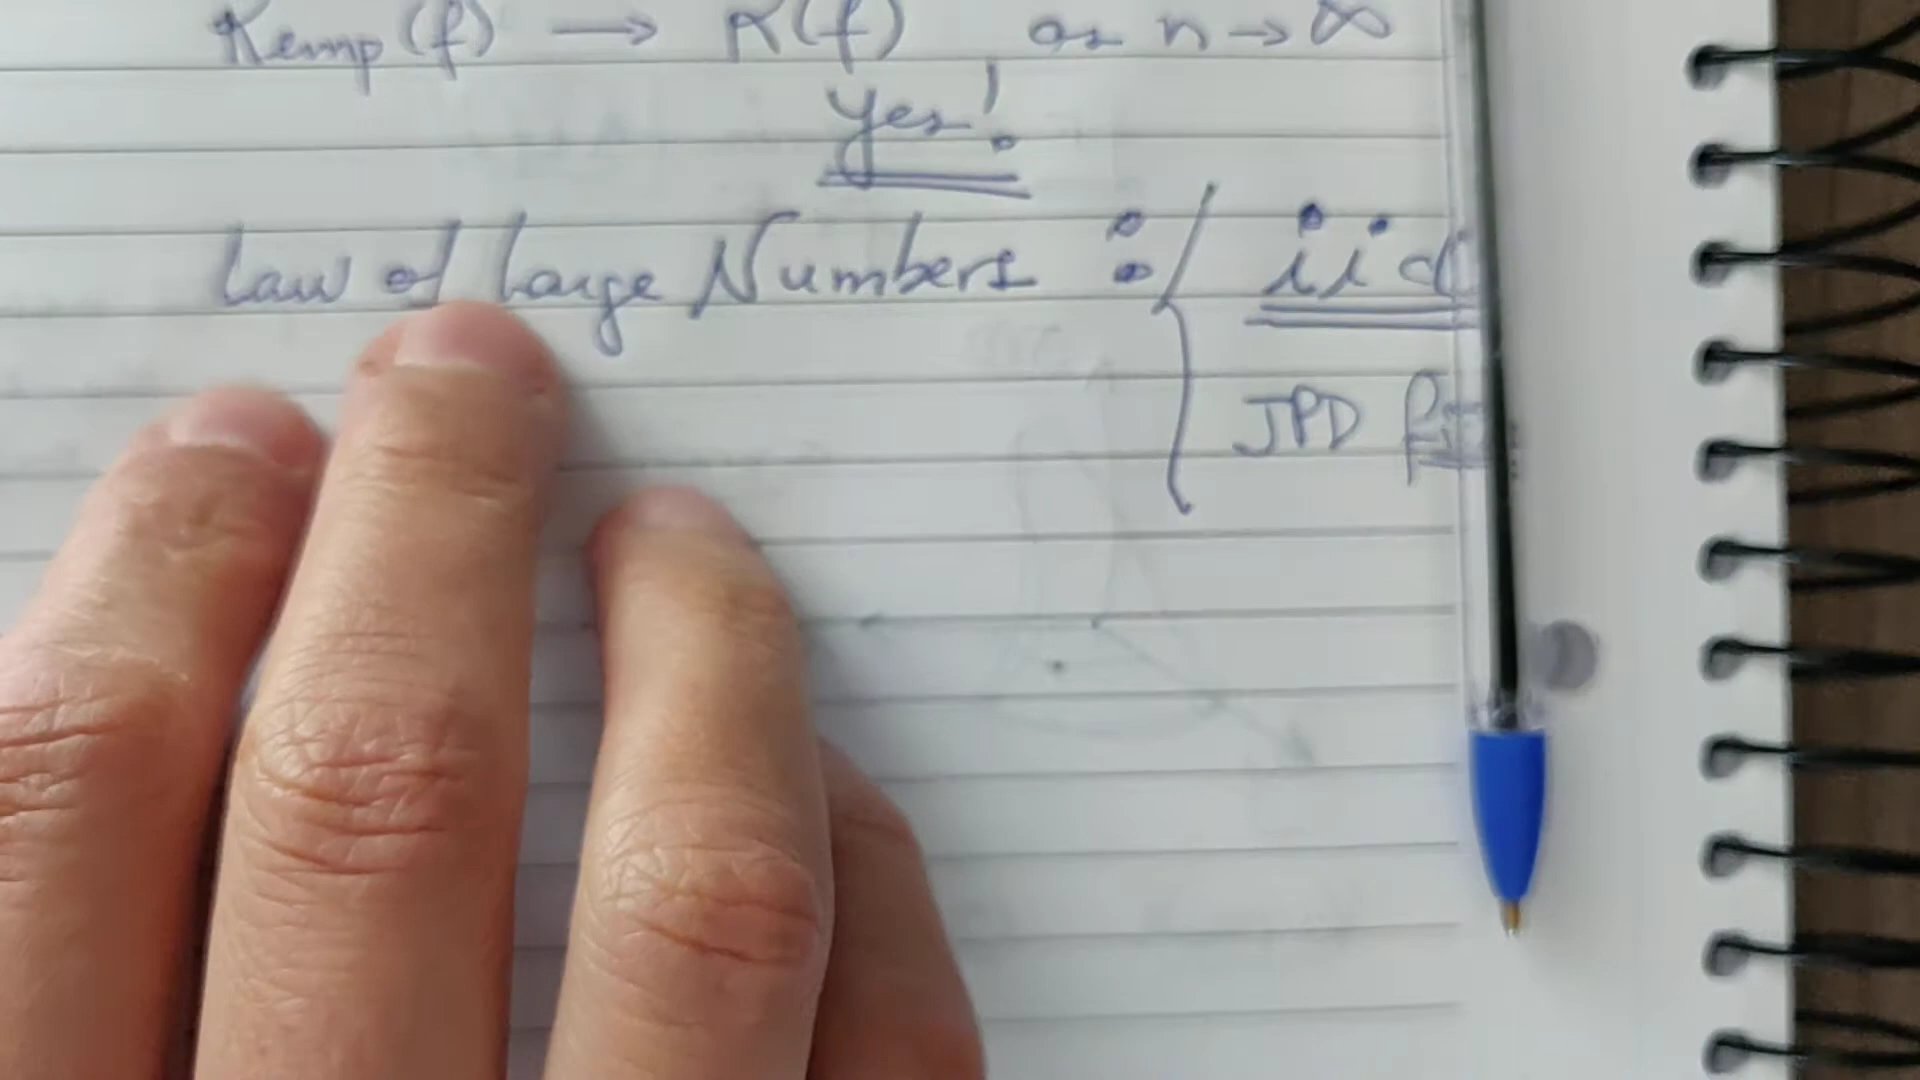 Remp(f) → R(f) as n → ∞
Yes!
Law of Large Numbers : { iid
JPD